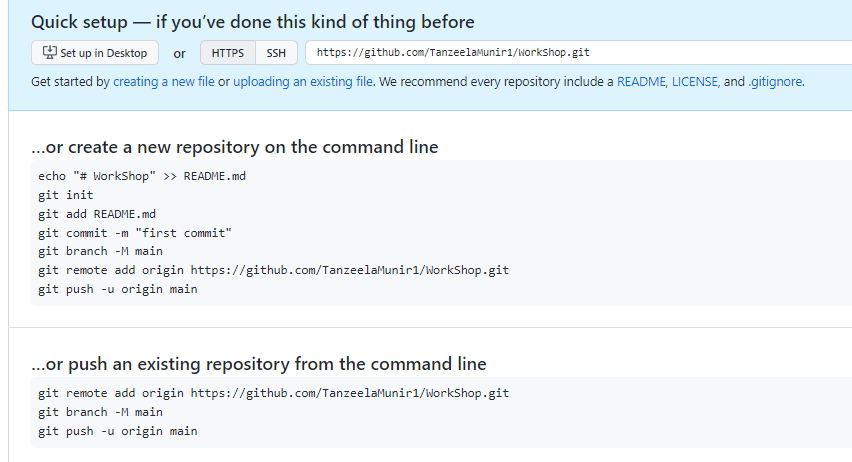 Quick setup — if you’ve done this kind of thing before
Set up in Desktop or HTTPS SSH https://github.com/TanzeelaMunir1/WorkShop.git
Get started by creating a new file or uploading an existing file. We recommend every repository include a README, LICENSE, and .gitignore.
…or create a new repository on the command line
echo "# WorkShop" >> README.md
git init
git add README.md
git commit -m "first commit"
git branch -M main
git remote add origin https://github.com/TanzeelaMunir1/WorkShop.git
git push -u origin main
…or push an existing repository from the command line
git remote add origin https://github.com/TanzeelaMunir1/WorkShop.git
git branch -M main
git push -u origin main